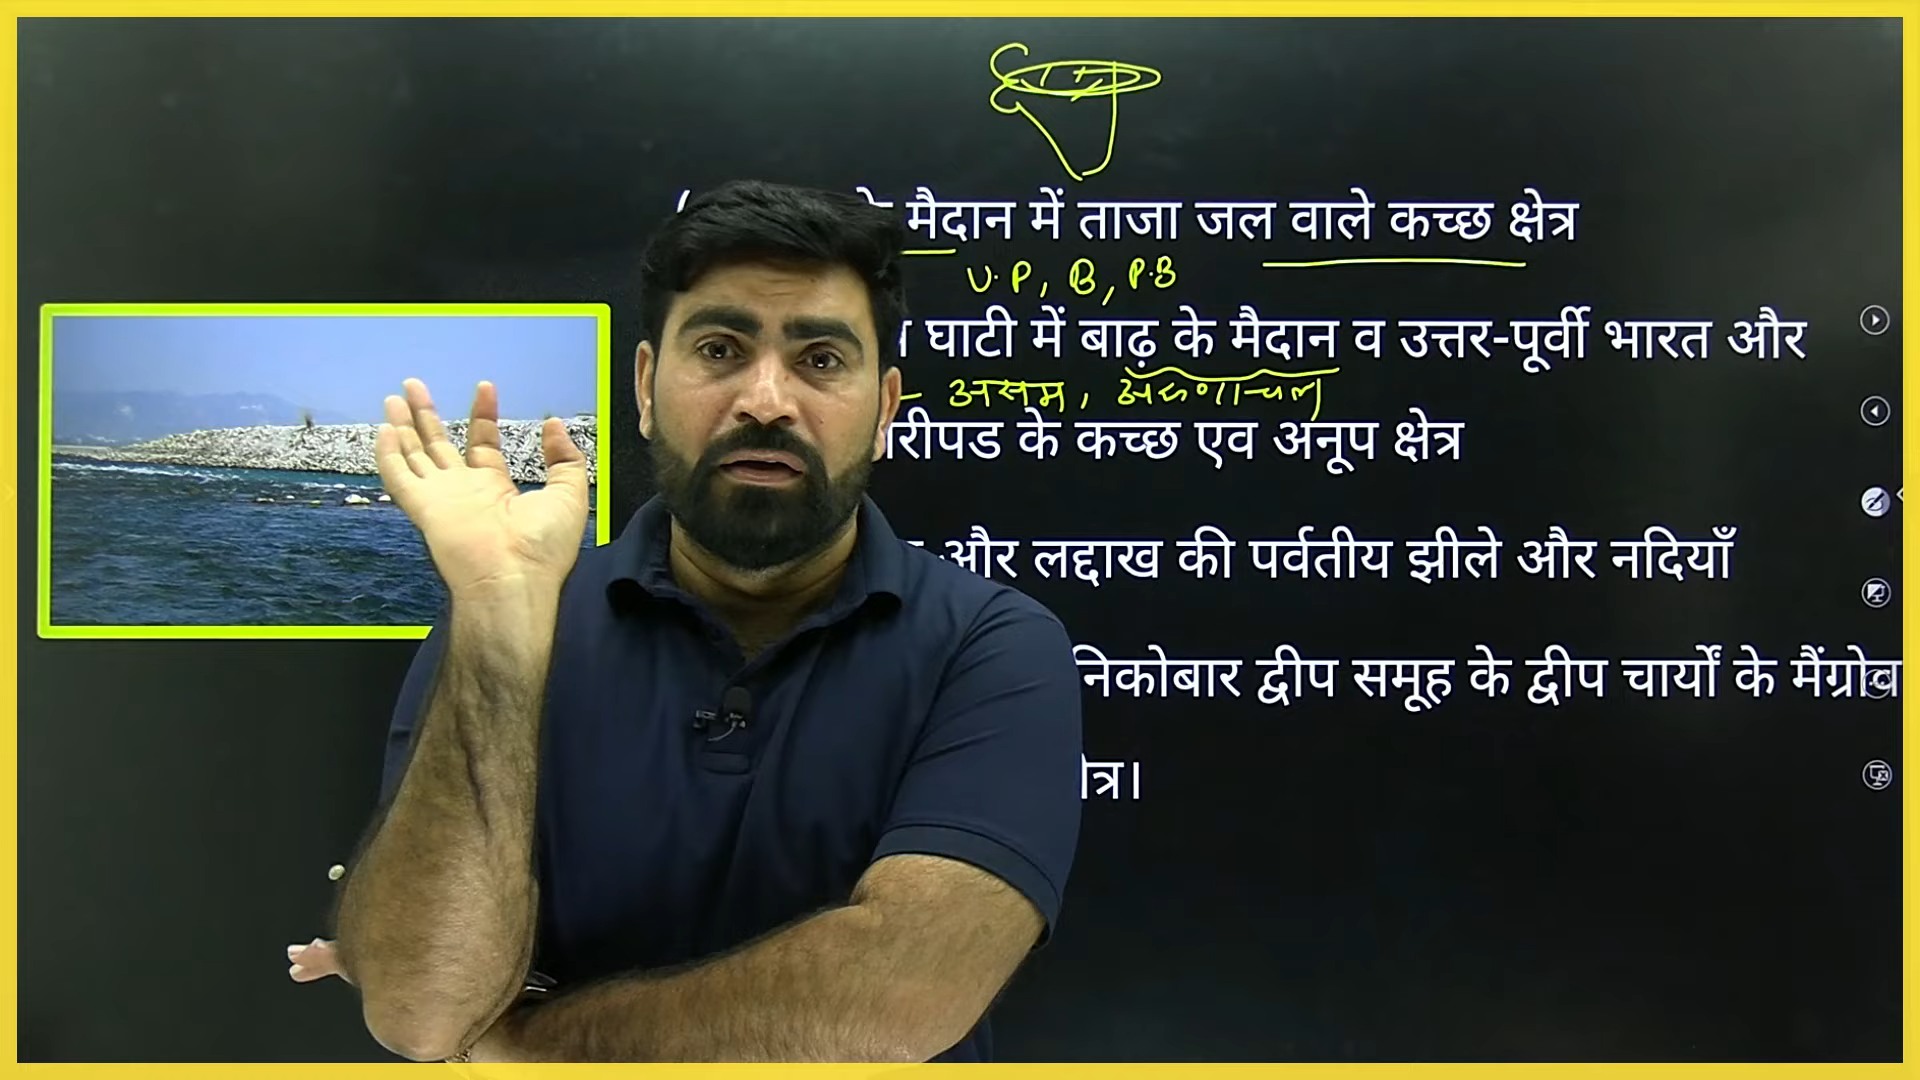 मैदान में ताजा जल वाले कच्छ क्षेत्र
U.P, B, P.B
घाटी में बाढ़ के मैदान व उत्तर-पूर्वी भारत और
- असम, अरुणाचल
रीपड के कच्छ एव अनूप क्षेत्र
और लद्दाख की पर्वतीय झीले और नदियाँ
निकोबार द्वीप समूह के द्वीप चार्यों के मैंग्रोव
त्र।